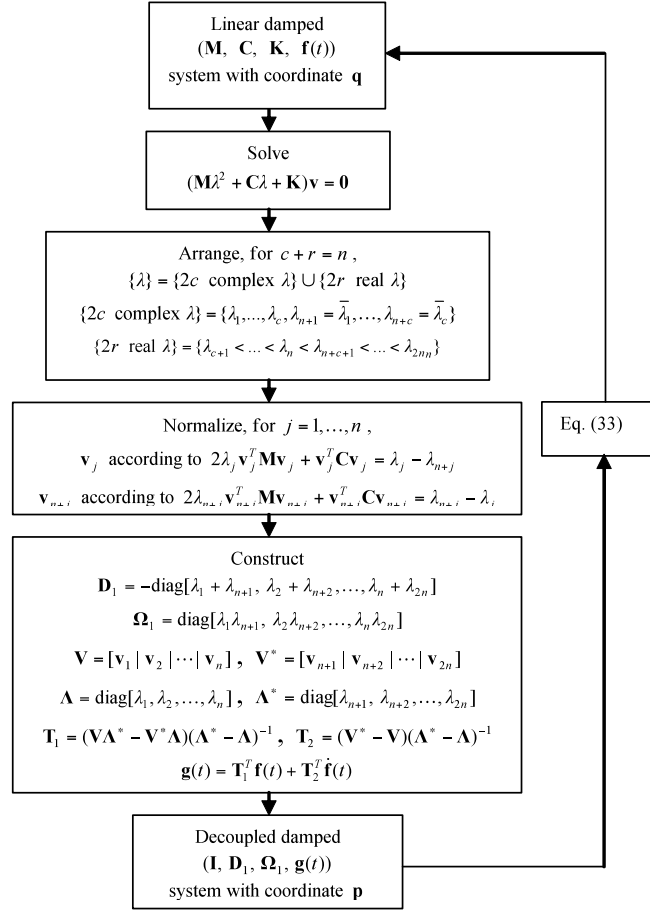 Linear damped
(M, C, K, f(t))
system with coordinate q
Solve
(Mλ² + Cλ + K)v = 0
Arrange, for c + r = n ,
{λ} = {2c complex λ} ∪ {2r real λ}
{2c complex λ} = {λ₁,...,λ_c, λ_{n+1} = λ̄₁,…, λ_{n+c} = λ̄_c}
{2r real λ} = {λ_{c+1} < ... < λ_n < λ_{n+c+1} < ... < λ_{2n_n}}
Normalize, for j = 1,…,n ,
v_j according to 2λ_j v_j^T Mv_j + v_j^T Cv_j = λ_j − λ_{n+j}
v_{n+j} according to 2λ_{n+j} v_{n+j}^T Mv_{n+j} + v_{n+j}^T Cv_{n+j} = λ_{n+j} − λ_j
Eq. (33)
Construct
D₁ = −diag[λ₁ + λ_{n+1}, λ₂ + λ_{n+2},…, λ_n + λ_{2n}]
Ω₁ = diag[λ₁λ_{n+1}, λ₂λ_{n+2},…, λ_nλ_{2n}]
V = [v₁ | v₂ | ⋯ | v_n] , V* = [v_{n+1} | v_{n+2} | ⋯ | v_{2n}]
Λ = diag[λ₁, λ₂,…, λ_n] , Λ* = diag[λ_{n+1}, λ_{n+2},…, λ_{2n}]
T₁ = (VΛ* − V*Λ)(Λ* − Λ)⁻¹ , T₂ = (V* − V)(Λ* − Λ)⁻¹
g(t) = T₁^T f(t) + T₂^T ḟ(t)
Decoupled damped
(I, D₁, Ω₁, g(t))
system with coordinate p